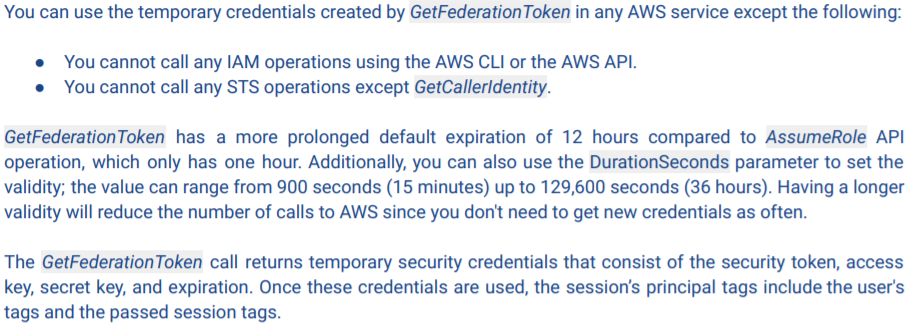 You can use the temporary credentials created by GetFederationToken in any AWS service except the following:
● You cannot call any IAM operations using the AWS CLI or the AWS API.
● You cannot call any STS operations except GetCallerIdentity.
GetFederationToken has a more prolonged default expiration of 12 hours compared to AssumeRole API
operation, which only has one hour. Additionally, you can also use the DurationSeconds parameter to set the
validity; the value can range from 900 seconds (15 minutes) up to 129,600 seconds (36 hours). Having a longer
validity will reduce the number of calls to AWS since you don't need to get new credentials as often.
The GetFederationToken call returns temporary security credentials that consist of the security token, access
key, secret key, and expiration. Once these credentials are used, the session's principal tags include the user's
tags and the passed session tags.